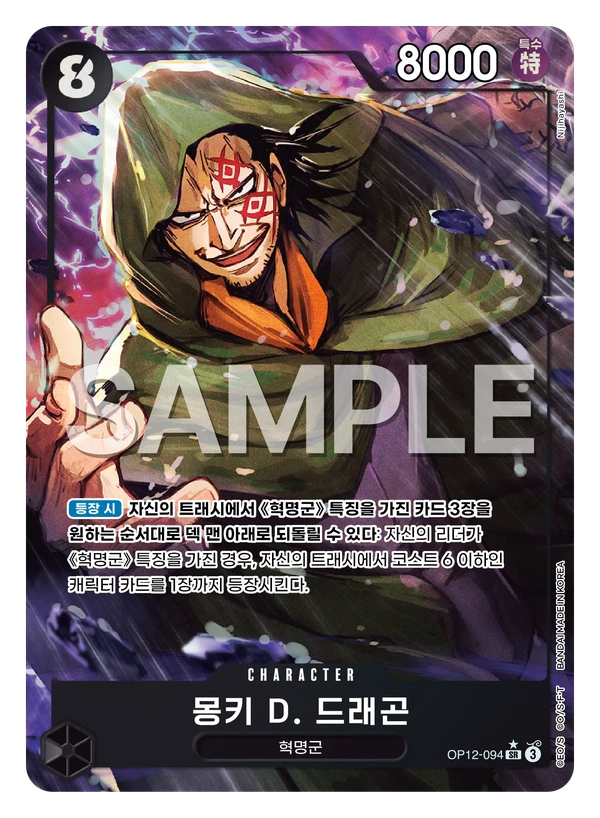 8
8000
특수
特
Nijihayashi
SAMPLE
등장 시 자신의 트래시에서 《혁명군》 특징을 가진 카드 3장을
원하는 순서대로 덱 맨 아래로 되돌릴 수 있다: 자신의 리더가
《혁명군》 특징을 가진 경우, 자신의 트래시에서 코스트 6 이하인
캐릭터 카드를 1장까지 등장시킨다.
CHARACTER
몽키 D. 드래곤
혁명군
OP12-094 ★ SR 3
©EO/S ©O/S·F·T BANDAI MADE IN KOREA